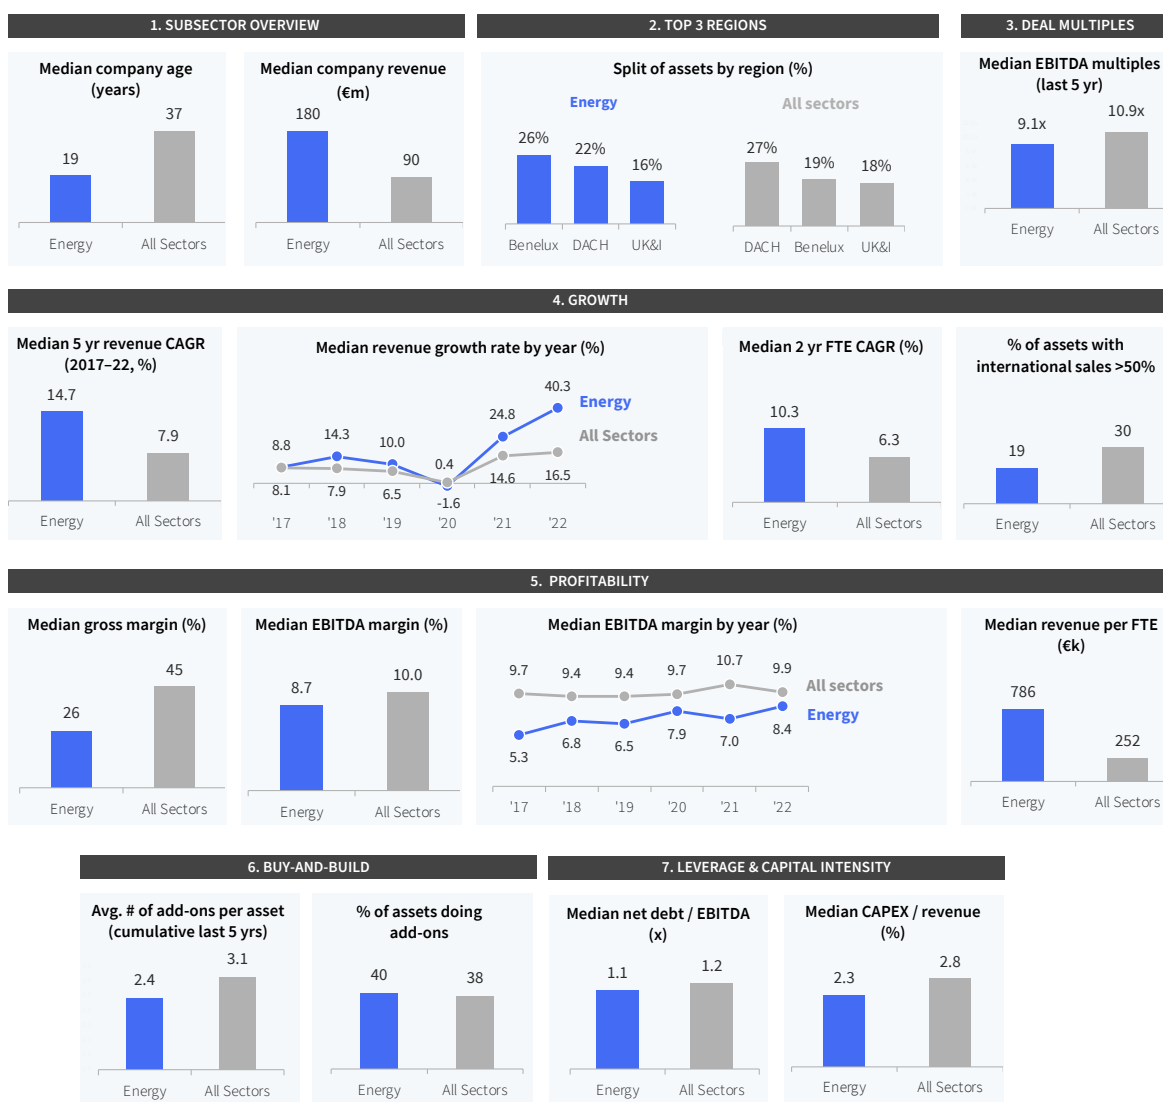 1. SUBSECTOR OVERVIEW
Median company age
(years)
19
37
Energy
All Sectors
Median company revenue
(€m)
180
90
Energy
All Sectors
2. TOP 3 REGIONS
Split of assets by region (%)
Energy
26%
22%
16%
Benelux
DACH
UK&I
All sectors
27%
19%
18%
DACH
Benelux
UK&I
3. DEAL MULTIPLES
Median EBITDA multiples
(last 5 yr)
9.1x
10.9x
Energy
All Sectors
4. GROWTH
Median 5 yr revenue CAGR
(2017–22, %)
14.7
7.9
Energy
All Sectors
Median revenue growth rate by year (%)
8.8
14.3
10.0
0.4
24.8
40.3
Energy
All Sectors
8.1
7.9
6.5
-1.6
14.6
16.5
'17
'18
'19
'20
'21
'22
Median 2 yr FTE CAGR (%)
10.3
6.3
Energy
All Sectors
% of assets with
international sales >50%
19
30
Energy
All Sectors
5. PROFITABILITY
Median gross margin (%)
26
45
Energy
All Sectors
Median EBITDA margin (%)
8.7
10.0
Energy
All Sectors
Median EBITDA margin by year (%)
9.7
9.4
9.4
9.7
10.7
9.9
All sectors
Energy
5.3
6.8
6.5
7.9
7.0
8.4
'17
'18
'19
'20
'21
'22
Median revenue per FTE
(€k)
786
252
Energy
All Sectors
6. BUY-AND-BUILD
Avg. # of add-ons per asset
(cumulative last 5 yrs)
2.4
3.1
Energy
All Sectors
% of assets doing
add-ons
40
38
Energy
All Sectors
7. LEVERAGE & CAPITAL INTENSITY
Median net debt / EBITDA
(x)
1.1
1.2
Energy
All Sectors
Median CAPEX / revenue
(%)
2.3
2.8
Energy
All Sectors